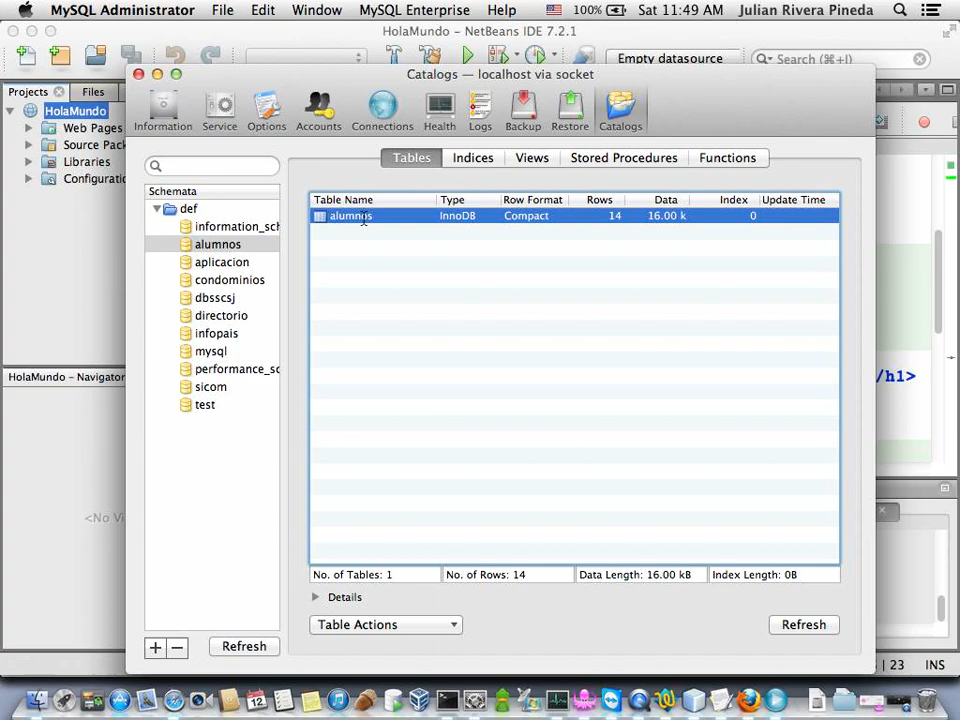 MySQL Administrator File Edit Window MySQL Enterprise Help 100% Sat 11:49 AM Julian Rivera Pineda
HolaMundo - NetBeans IDE 7.2.1
Empty datasource
Search (⌘+I)
Catalogs — localhost via socket
Projects Files
Information Service Options Accounts Connections Health Logs Backup Restore Catalogs
HolaMundo
Web Pages
Source Pack
Libraries
Configuratio
Tables Indices Views Stored Procedures Functions
Schemata
def
information_sch
alumnos
aplicacion
condominios
dbsscsj
directorio
infopais
mysql
performance_sc
sicom
test
Table Name Type Row Format Rows Data Index Update Time
alumnos InnoDB Compact 14 16.00 k 0
/h1>
HolaMundo - Navigator
<No Vi
No. of Tables: 1 No. of Rows: 14 Data Length: 16.00 kB Index Length: 0B
Details
Table Actions Refresh
+ − Refresh
23 INS
12